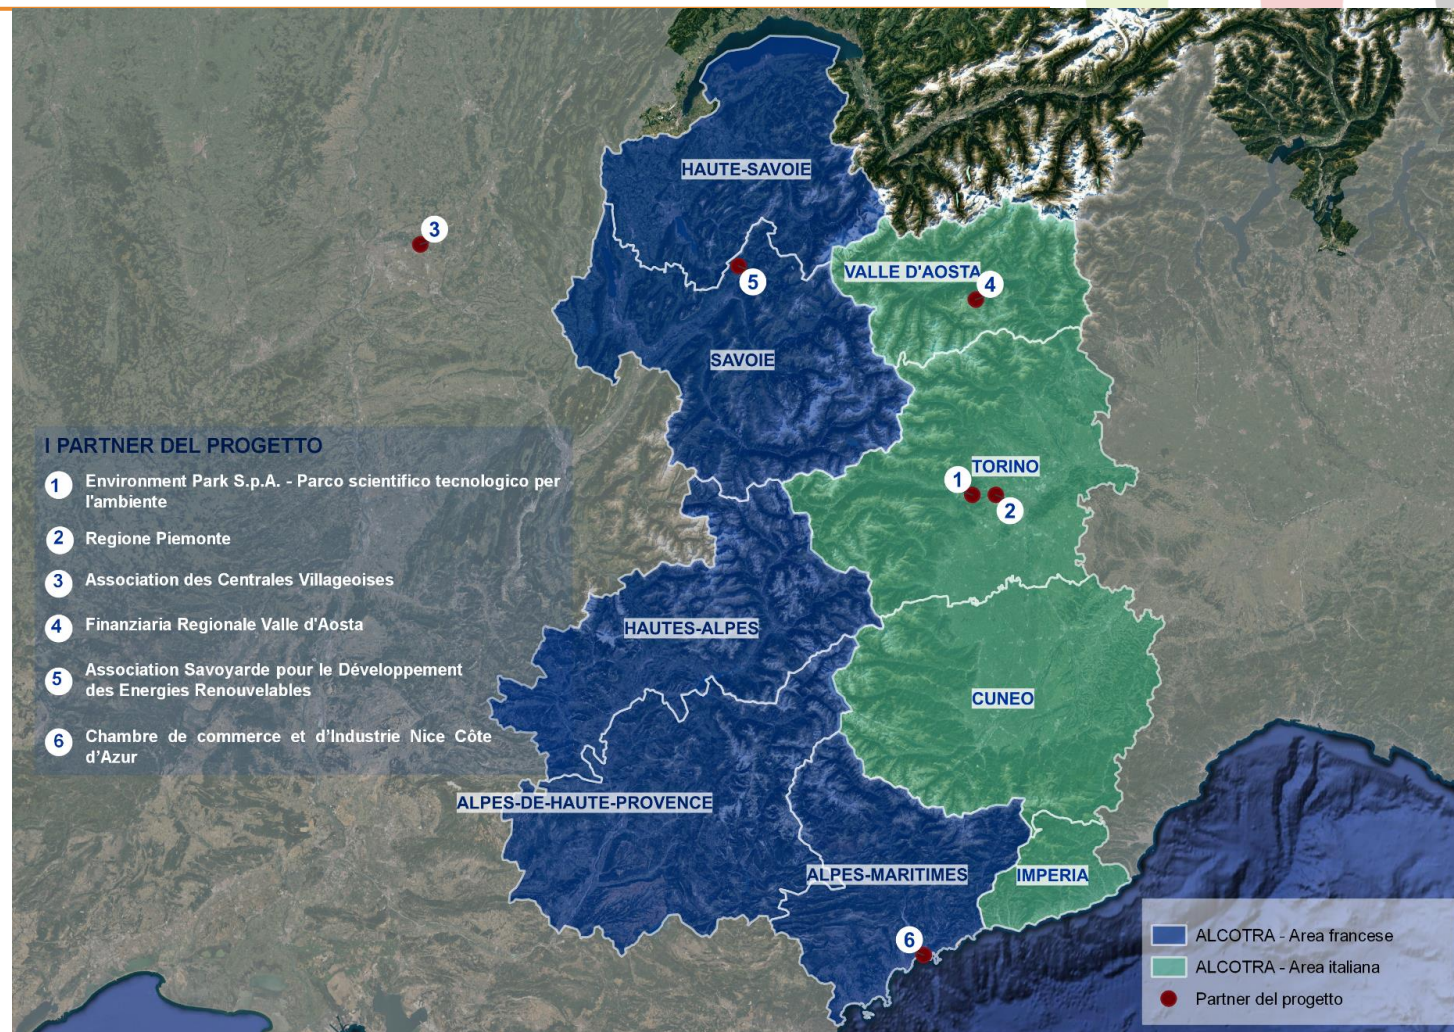 HAUTE-SAVOIE
3
VALLE D'AOSTA
4
5
SAVOIE
I PARTNER DEL PROGETTO
1 Environment Park S.p.A. - Parco scientifico tecnologico per
l'ambiente
2 Regione Piemonte
3 Association des Centrales Villageoises
4 Finanziaria Regionale Valle d'Aosta
5 Association Savoyarde pour le Développement
des Energies Renouvelables
6 Chambre de commerce et d'Industrie Nice Côte
d'Azur
TORINO
1
2
HAUTES-ALPES
CUNEO
ALPES-DE-HAUTE-PROVENCE
ALPES-MARITIMES
IMPERIA
6
ALCOTRA - Area francese
ALCOTRA - Area italiana
Partner del progetto